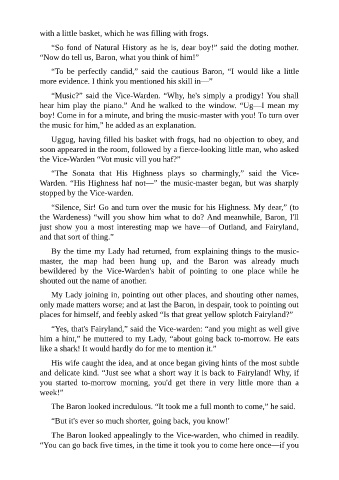 with a little basket, which he was filling with frogs.
“So fond of Natural History as he is, dear boy!” said the doting mother.
“Now do tell us, Baron, what you think of him!”
“To be perfectly candid,” said the cautious Baron, “I would like a little
more evidence. I think you mentioned his skill in—”
“Music?” said the Vice-Warden. “Why, he's simply a prodigy! You shall
hear him play the piano.” And he walked to the window. “Ug—I mean my
boy! Come in for a minute, and bring the music-master with you! To turn over
the music for him,” he added as an explanation.
Uggug, having filled his basket with frogs, had no objection to obey, and
soon appeared in the room, followed by a fierce-looking little man, who asked
the Vice-Warden “Vot music vill you haf?”
“The Sonata that His Highness plays so charmingly,” said the Vice-
Warden. “His Highness haf not—” the music-master began, but was sharply
stopped by the Vice-warden.
“Silence, Sir! Go and turn over the music for his Highness. My dear,” (to
the Wardeness) “will you show him what to do? And meanwhile, Baron, I'll
just show you a most interesting map we have—of Outland, and Fairyland,
and that sort of thing.”
By the time my Lady had returned, from explaining things to the music-
master, the map had been hung up, and the Baron was already much
bewildered by the Vice-Warden's habit of pointing to one place while he
shouted out the name of another.
My Lady joining in, pointing out other places, and shouting other names,
only made matters worse; and at last the Baron, in despair, took to pointing out
places for himself, and feebly asked “Is that great yellow splotch Fairyland?”
“Yes, that's Fairyland,” said the Vice-warden: “and you might as well give
him a hint,” he muttered to my Lady, “about going back to-morrow. He eats
like a shark! It would hardly do for me to mention it.”
His wife caught the idea, and at once began giving hints of the most subtle
and delicate kind. “Just see what a short way it is back to Fairyland! Why, if
you started to-morrow morning, you'd get there in very little more than a
week!”
The Baron looked incredulous. “It took me a full month to come,” he said.
“But it's ever so much shorter, going back, you know!'
The Baron looked appealingly to the Vice-warden, who chimed in readily.
“You can go back five times, in the time it took you to come here once—if you